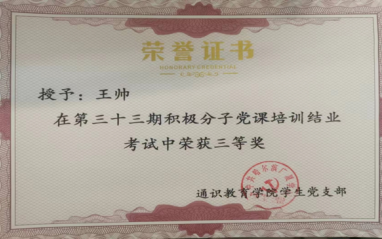 荣誉证书
HONORARY CREDENTIAL
授予：王帅
在第三十三期积极分子党课培训结业
考试中荣获三等奖
通识教育学院学生党支部